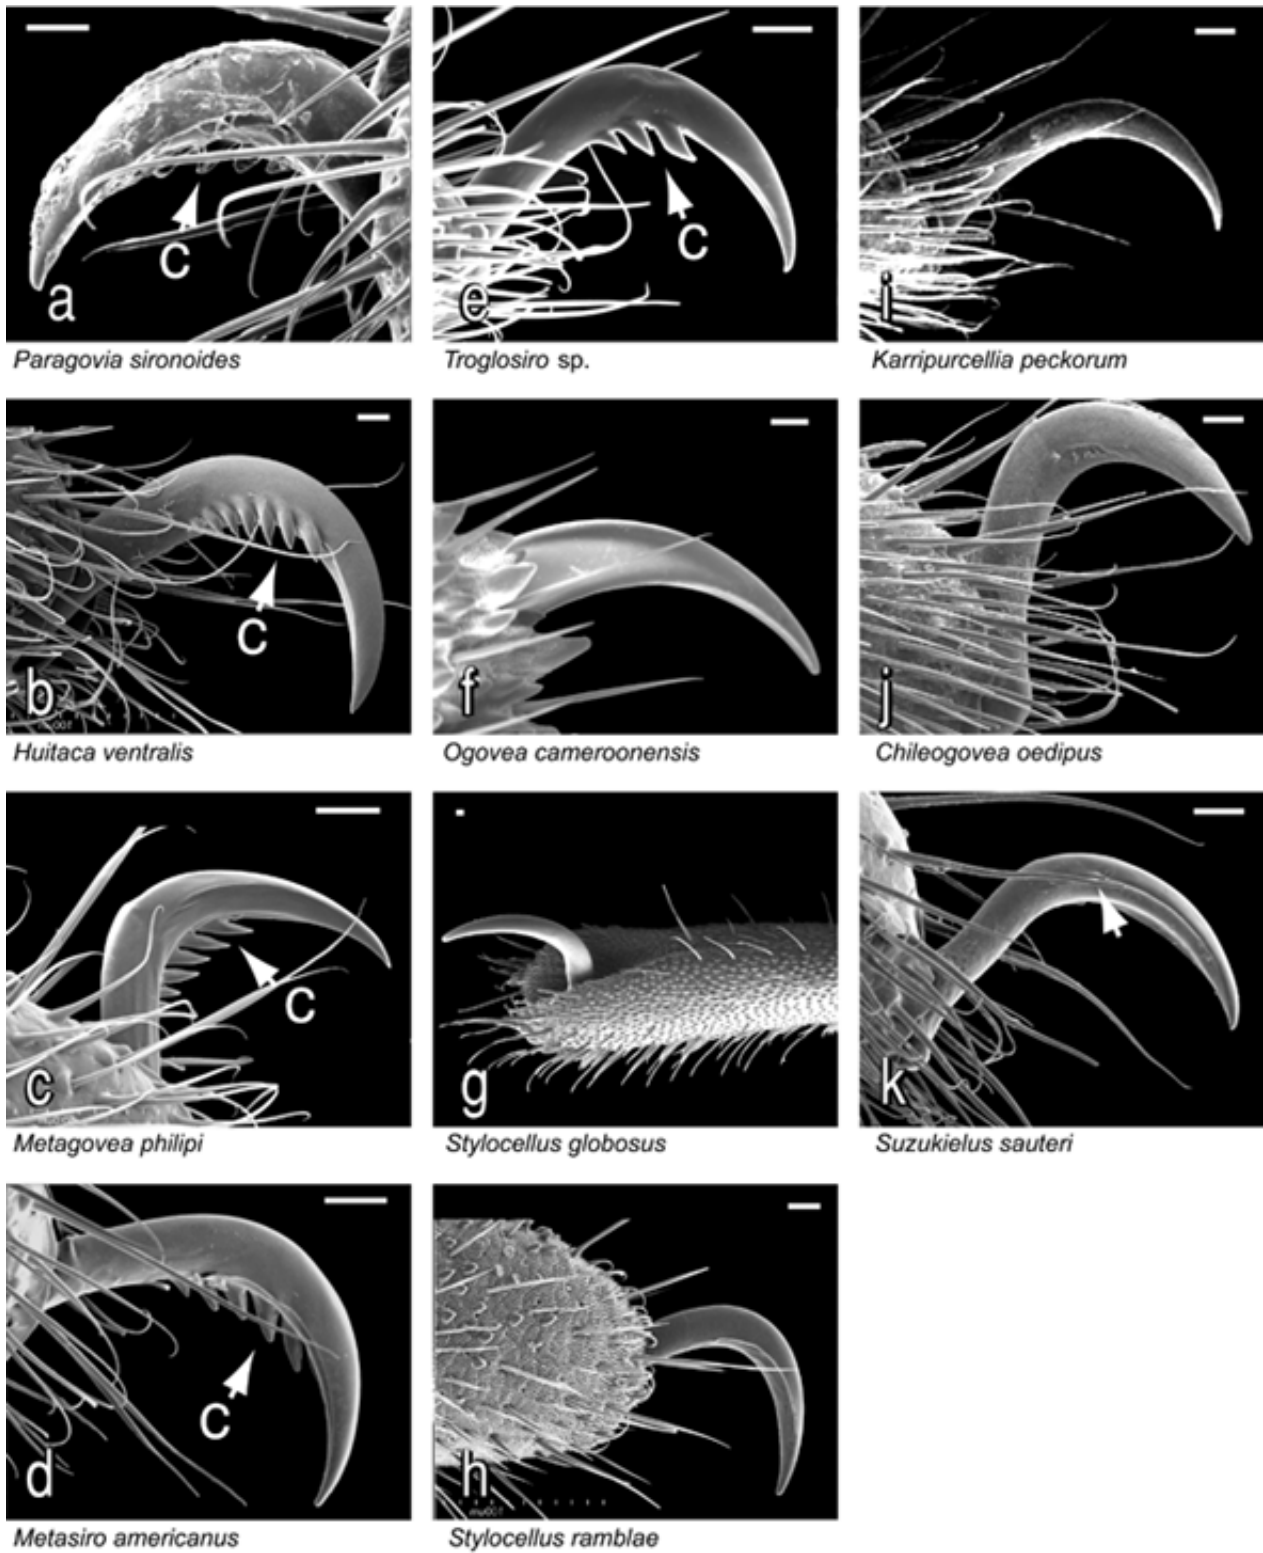 a
C
Paragovia sironoides
e
C
Troglosiro sp.
i
Karripurcellia peckorum
b
C
Huitaca ventralis
f
Ogovea cameroonensis
j
Chileogovea oedipus
c
C
Metagovea philipi
g
Stylocellus globosus
k
Suzukielus sauteri
d
C
Metasiro americanus
h
Stylocellus ramblae